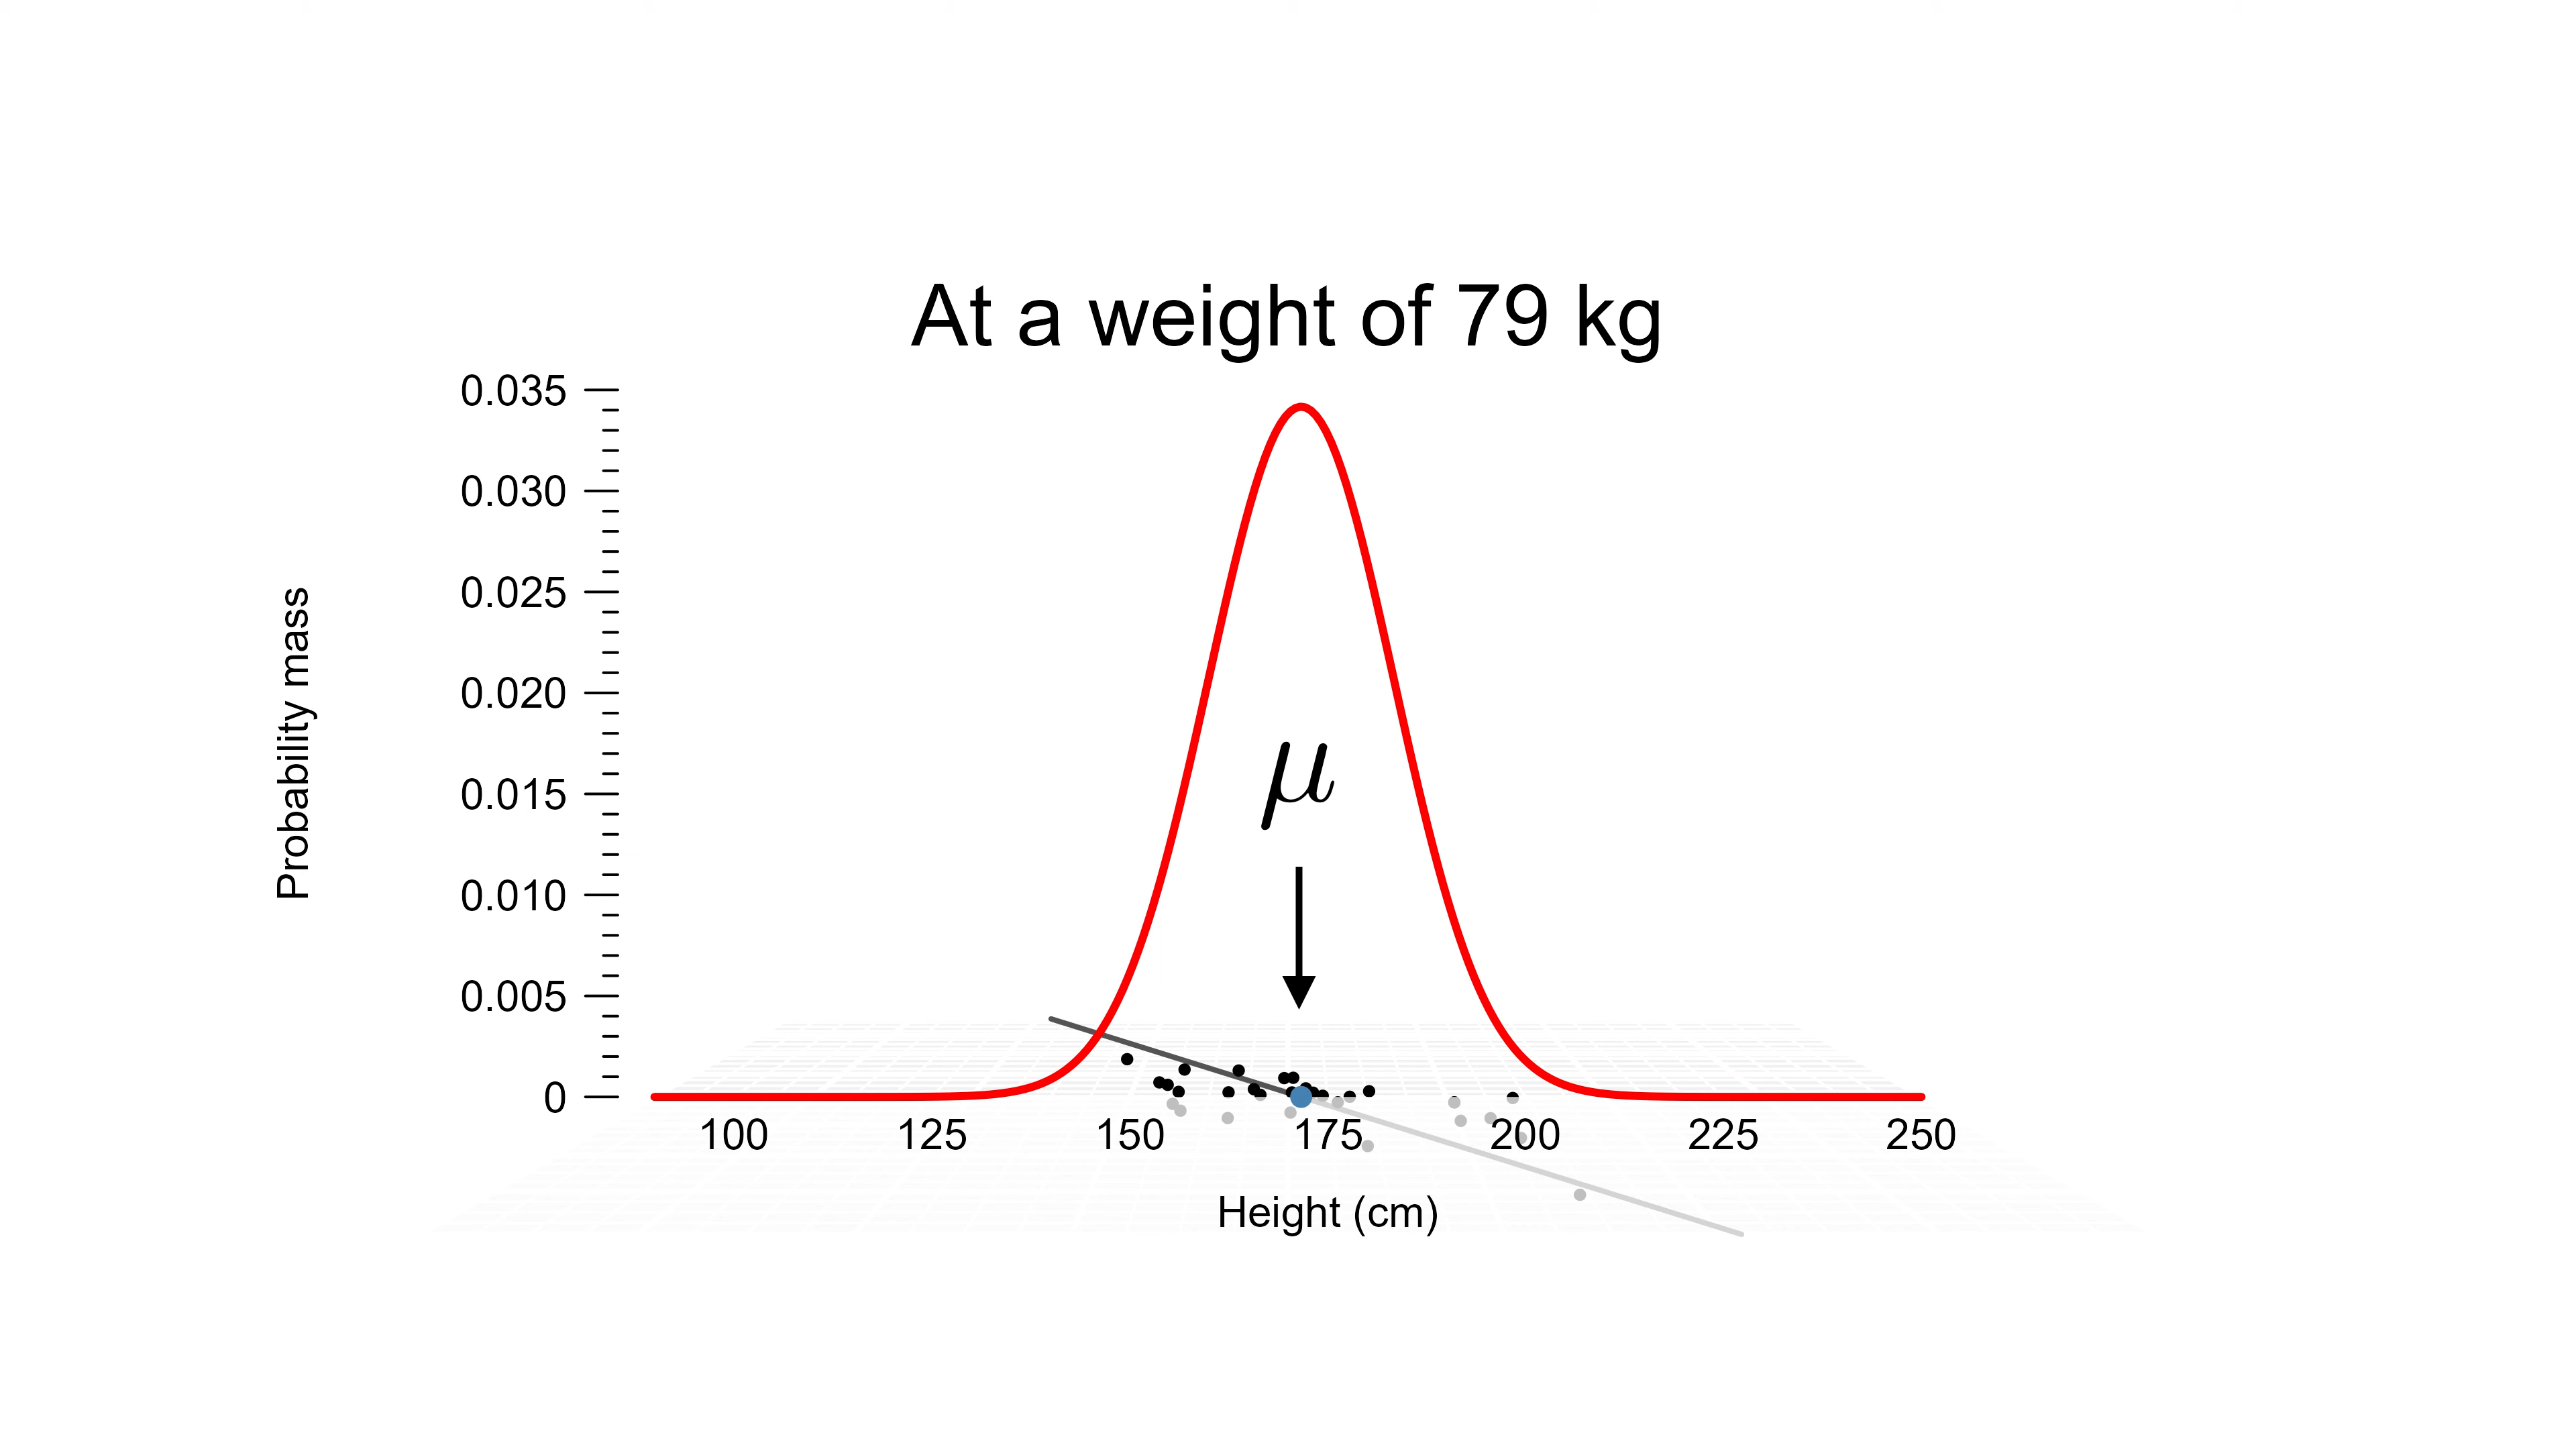 At a weight of 79 kg
0.035
0.030
0.025
0.020
0.015
0.010
0.005
0
Probability mass
μ
100 125 150 175 200 225 250
Height (cm)